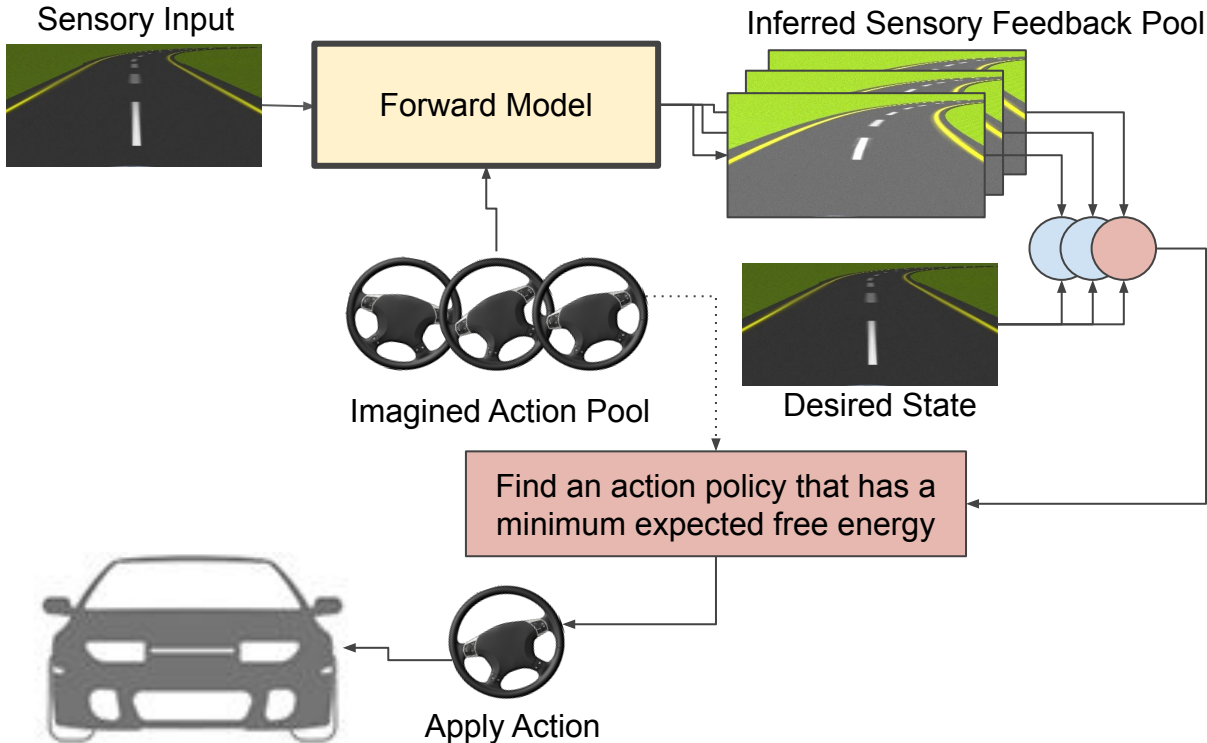 Sensory Input
Inferred Sensory Feedback Pool
Forward Model
Imagined Action Pool
Desired State
Find an action policy that has a
minimum expected free energy
Apply Action